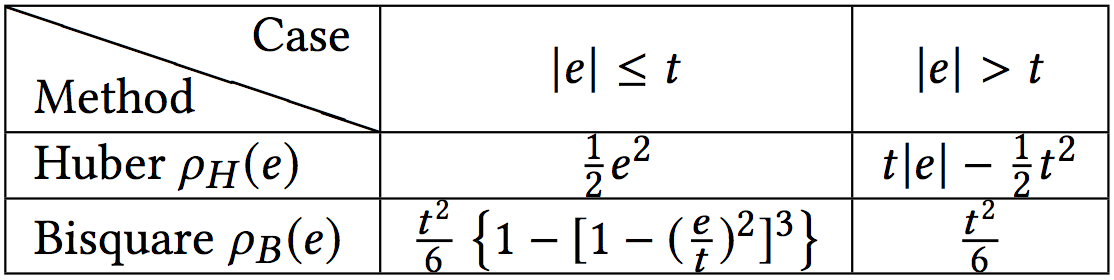 Case
Method
|e| ≤ t
|e| > t
Huber ρ_H(e)
½e²
t|e| − ½t²
Bisquare ρ_B(e)
t²/6 {1 − [1 − (e/t)²]³}
t²/6